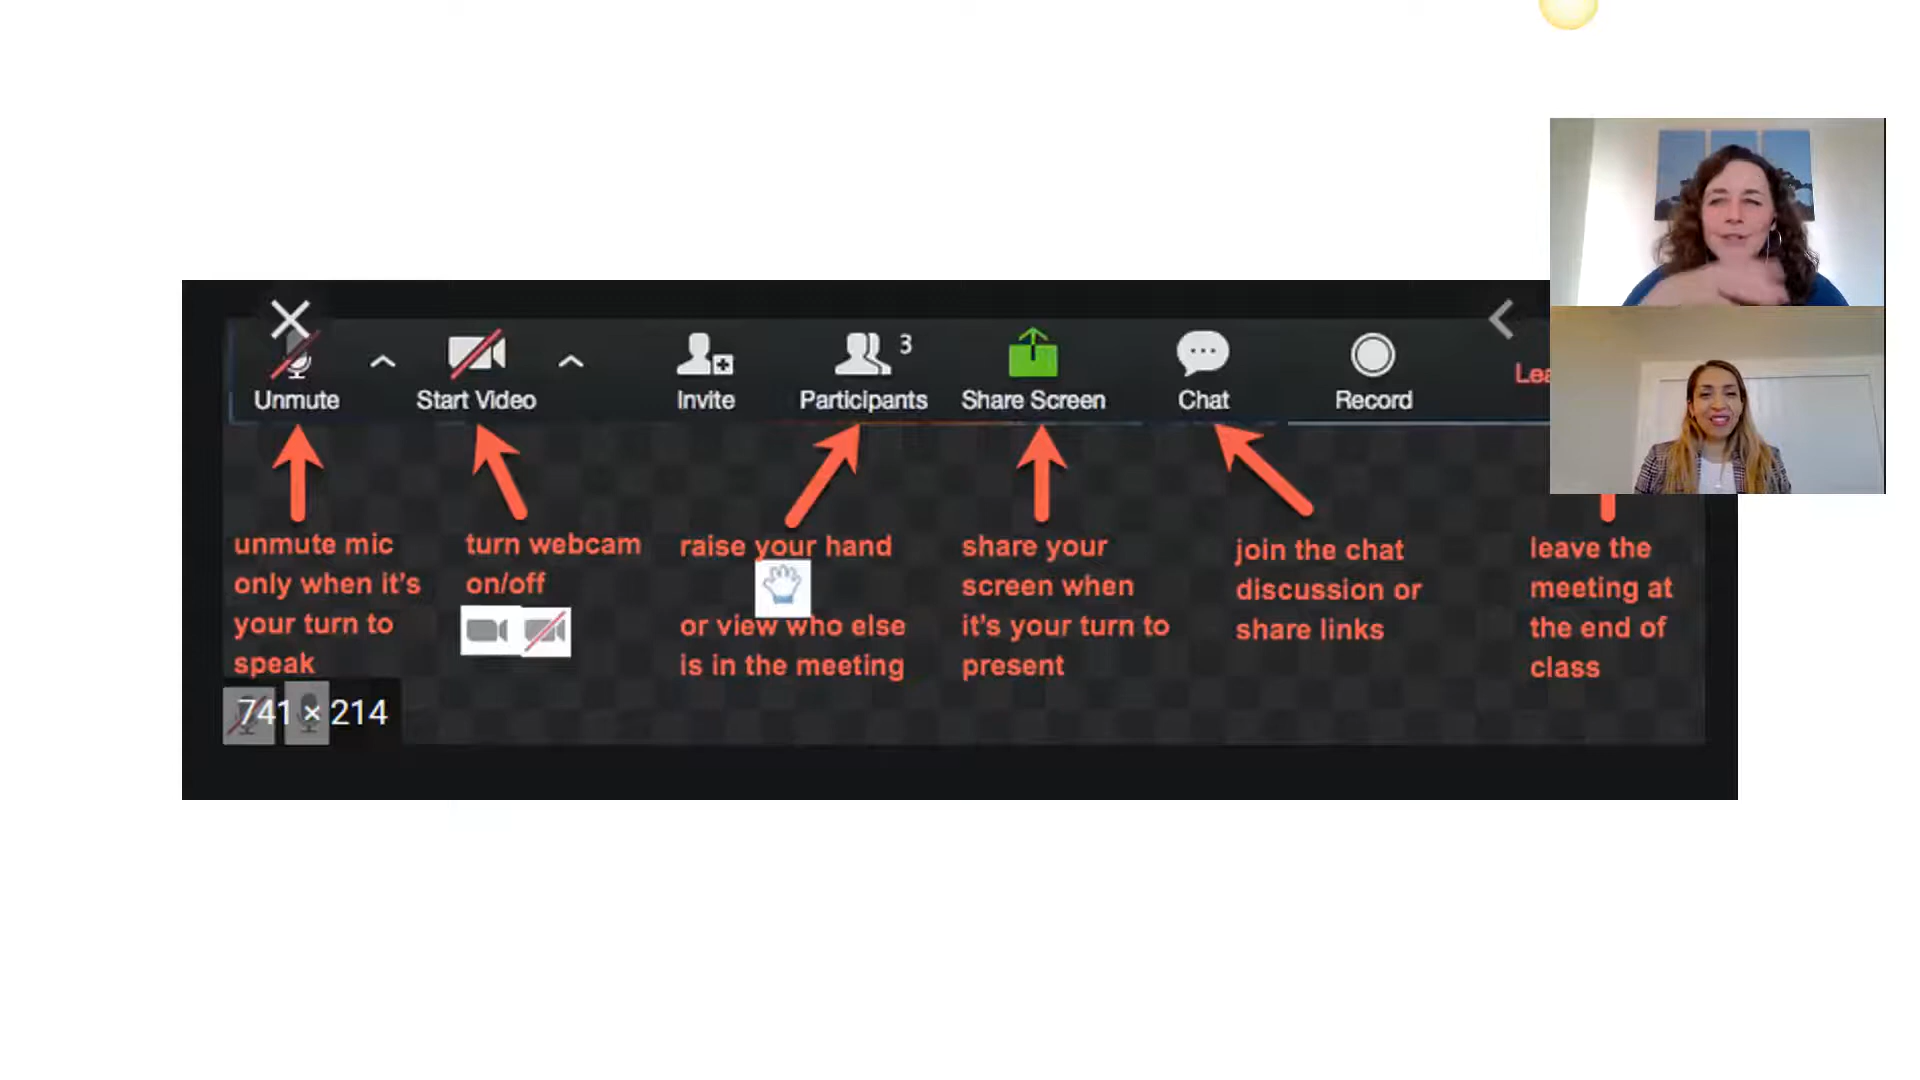 3
Unmute
Start Video
Invite
Participants
Share Screen
Chat
Record
Lea
unmute mic
only when it's
your turn to
speak
turn webcam
on/off
raise your hand
or view who else
is in the meeting
share your
screen when
it's your turn to
present
join the chat
discussion or
share links
leave the
meeting at
the end of
class
741 × 214